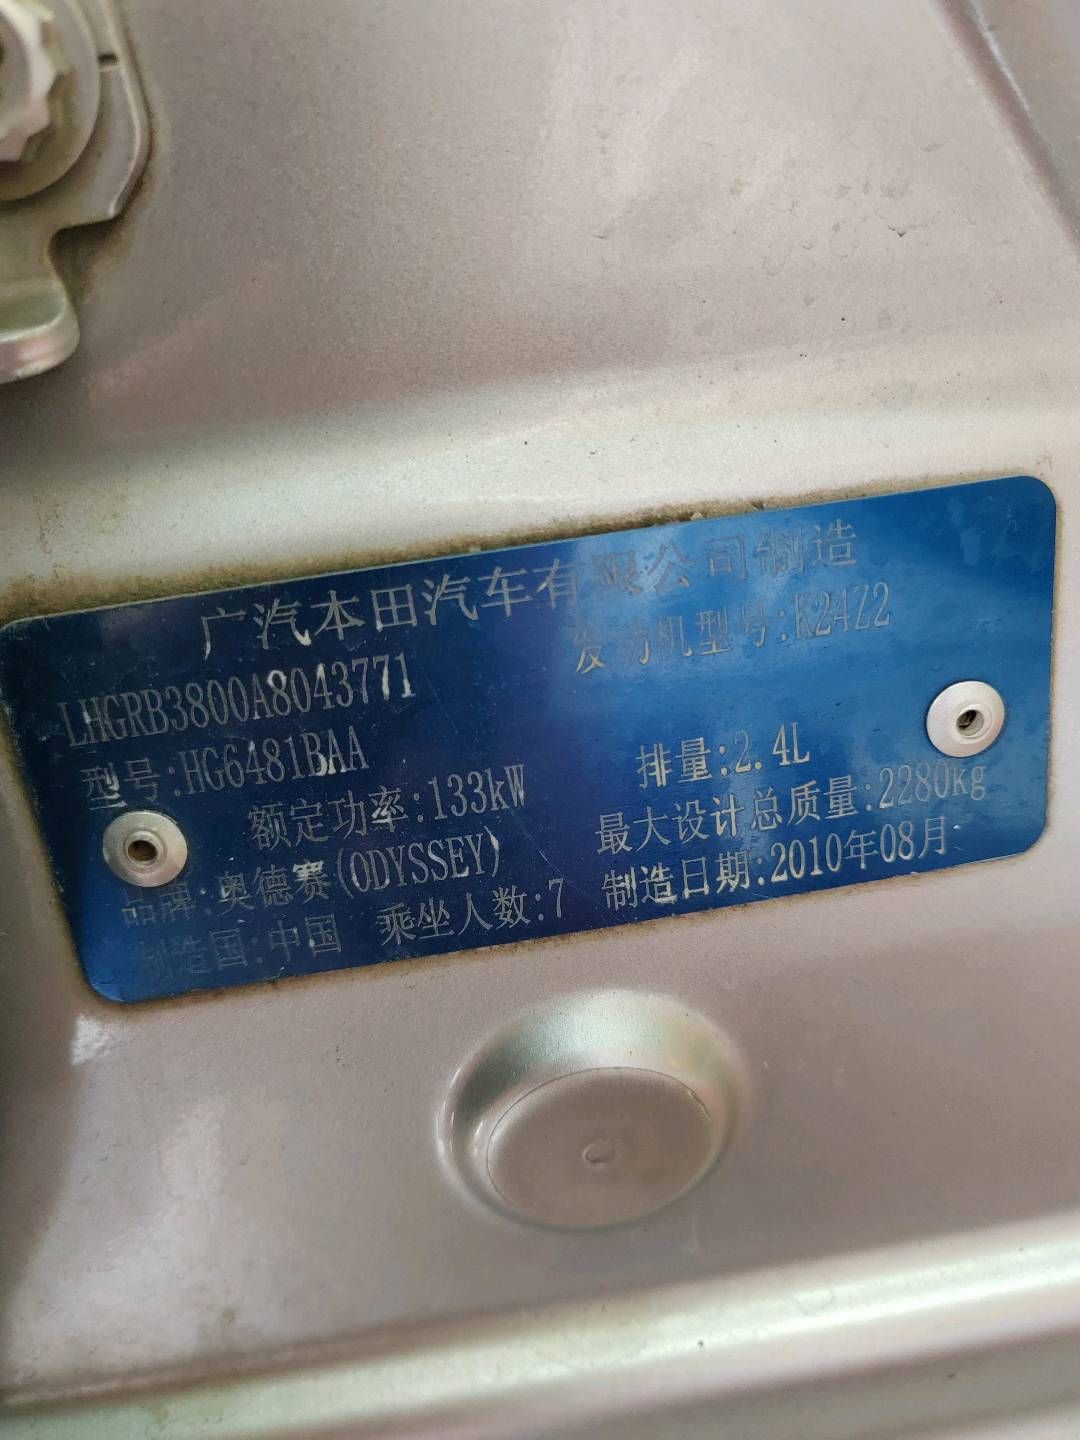 广汽本田汽车有限公司制造
LHGRB3800A8043771 发动机型号:K24Z2
型号:HG6481BAA
额定功率:133kW 排量:2.4L
品牌:奥德赛(ODYSSEY) 最大设计总质量:2280kg
制造国:中国 乘坐人数:7 制造日期:2010年08月